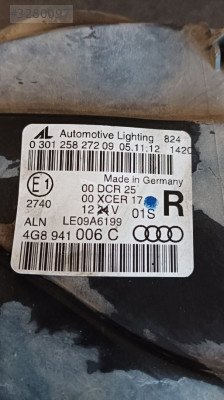 #3280097
AL Automotive Lighting 824
0 301 258 272 09 05.11.12 1420
Made in Germany
E1 00 DCR 25
00 XCER 17
2740 12 V 01S R
ALN LE09A6199
4G8 941 006 C